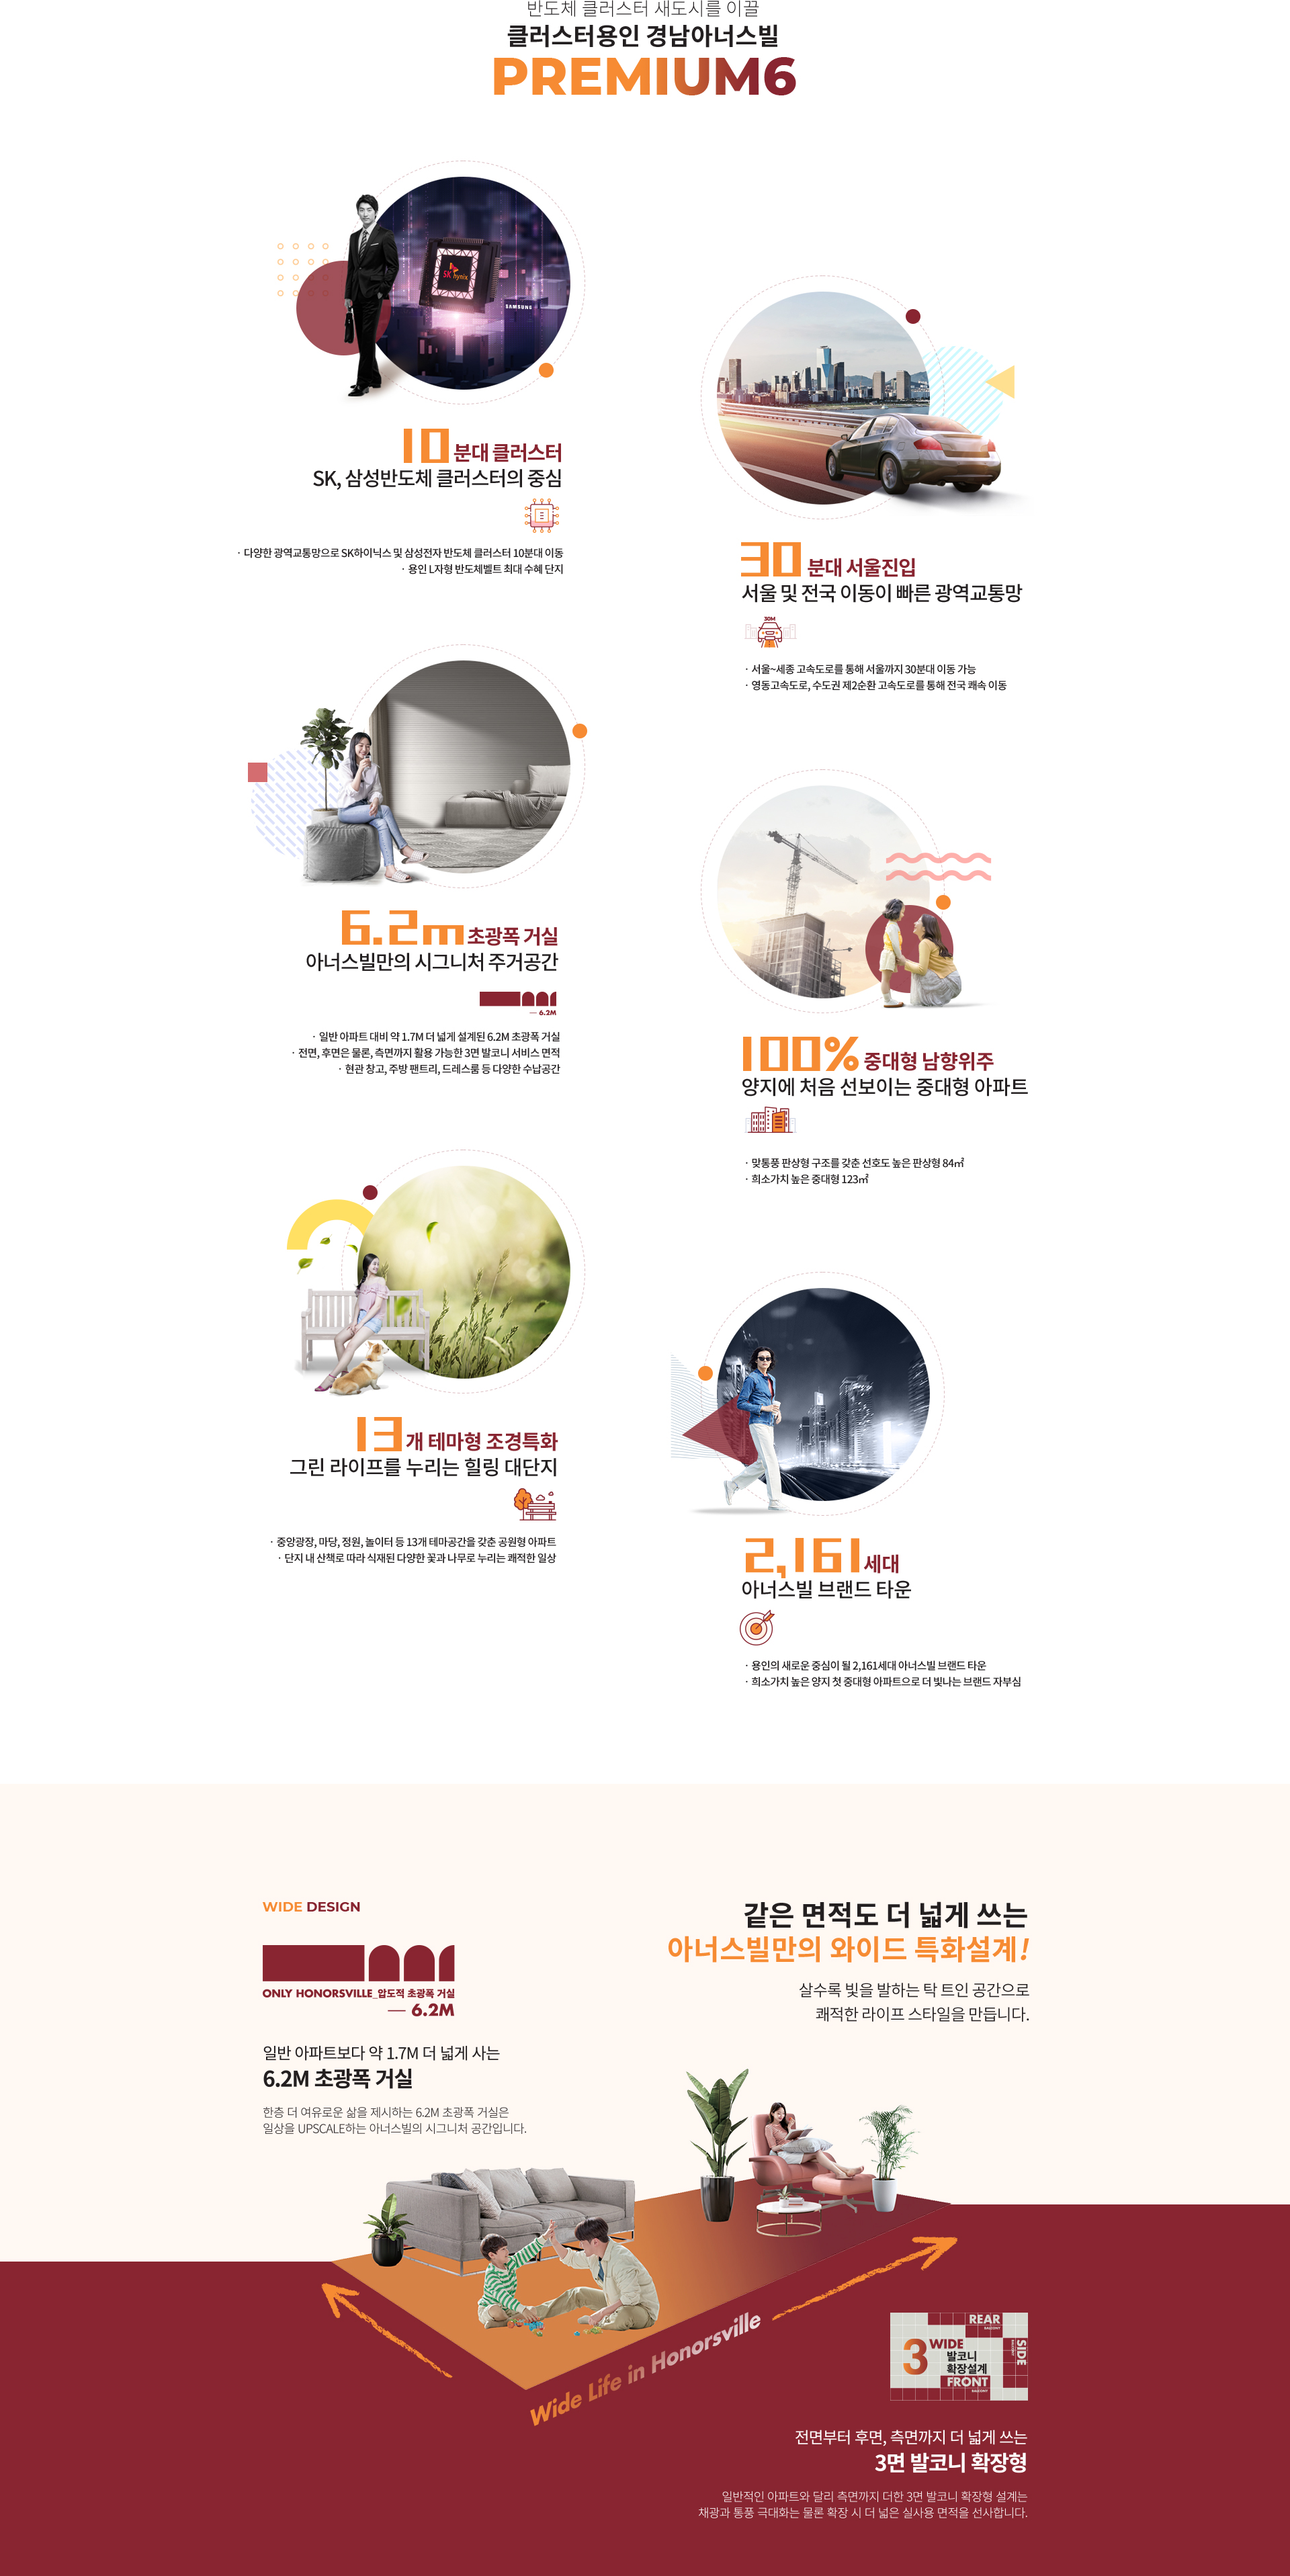 반도체 클러스터 새도시를 이끌
클러스터용인 경남아너스빌
PREMIUM6
SK hynix
SAMSUNG
10분대 클러스터
SK, 삼성반도체 클러스터의 중심
· 다양한 광역교통망으로 SK하이닉스 및 삼성전자 반도체 클러스터 10분대 이동
· 용인 L자형 반도체벨트 최대 수혜 단지
30분대 서울진입
서울 및 전국 이동이 빠른 광역교통망
30M
· 서울~세종 고속도로를 통해 서울까지 30분대 이동 가능
· 영동고속도로, 수도권 제2순환 고속도로를 통해 전국 쾌속 이동
6.2m 초광폭 거실
아너스빌만의 시그니처 주거공간
— 6.2M
· 일반 아파트 대비 약 1.7M 더 넓게 설계된 6.2M 초광폭 거실
· 전면, 후면은 물론, 측면까지 활용 가능한 3면 발코니 서비스 면적
· 현관 창고, 주방 팬트리, 드레스룸 등 다양한 수납공간
100% 중대형 남향위주
양지에 처음 선보이는 중대형 아파트
· 맞통풍 판상형 구조를 갖춘 선호도 높은 판상형 84㎡
· 희소가치 높은 중대형 123㎡
13개 테마형 조경특화
그린 라이프를 누리는 힐링 대단지
· 중앙광장, 마당, 정원, 놀이터 등 13개 테마공간을 갖춘 공원형 아파트
· 단지 내 산책로 따라 식재된 다양한 꽃과 나무로 누리는 쾌적한 일상
2,161세대
아너스빌 브랜드 타운
· 용인의 새로운 중심이 될 2,161세대 아너스빌 브랜드 타운
· 희소가치 높은 양지 첫 중대형 아파트으로 더 빛나는 브랜드 자부심
WIDE DESIGN
ONLY HONORSVILLE_압도적 초광폭 거실
— 6.2M
일반 아파트보다 약 1.7M 더 넓게 사는
6.2M 초광폭 거실
한층 더 여유로운 삶을 제시하는 6.2M 초광폭 거실은
일상을 UPSCALE하는 아너스빌의 시그니처 공간입니다.
같은 면적도 더 넓게 쓰는
아너스빌만의 와이드 특화설계!
살수록 빛을 발하는 탁 트인 공간으로
쾌적한 라이프 스타일을 만듭니다.
Wide Life in Honorsville
REAR
BALCONY
SIDE
BALCONY
3 WIDE
발코니
확장설계
FRONT
BALCONY
전면부터 후면, 측면까지 더 넓게 쓰는
3면 발코니 확장형
일반적인 아파트와 달리 측면까지 더한 3면 발코니 확장형 설계는
채광과 통풍 극대화는 물론 확장 시 더 넓은 실사용 면적을 선사합니다.